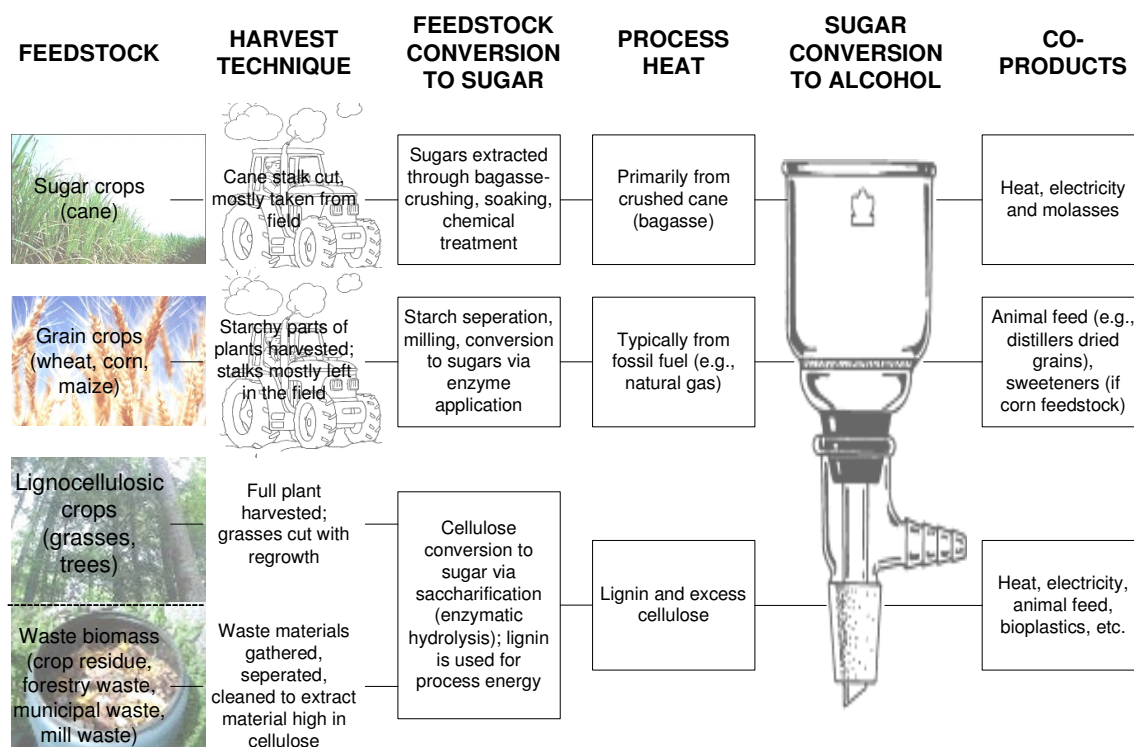 FEEDSTOCK
HARVEST
TECHNIQUE
FEEDSTOCK
CONVERSION
TO SUGAR
PROCESS
HEAT
SUGAR
CONVERSION
TO ALCOHOL
CO-
PRODUCTS
Sugar crops
(cane)
Cane stalk cut,
mostly taken from
field
Sugars extracted
through bagasse-
crushing, soaking,
chemical
treatment
Primarily from
crushed cane
(bagasse)
Heat, electricity
and molasses
Grain crops
(wheat, corn,
maize)
Starchy parts of
plants harvested;
stalks mostly left
in the field
Starch seperation,
milling, conversion
to sugars via
enzyme
application
Typically from
fossil fuel (e.g.,
natural gas)
Animal feed (e.g.,
distillers dried
grains),
sweeteners (if
corn feedstock)
Lignocellulosic
crops
(grasses,
trees)
Full plant
harvested;
grasses cut with
regrowth
Cellulose
conversion to
sugar via
saccharification
(enzymatic
hydrolysis); lignin
is used for
process energy
Lignin and excess
cellulose
Heat, electricity,
animal feed,
bioplastics, etc.
Waste biomass
(crop residue,
forestry waste,
municipal waste,
mill waste)
Waste materials
gathered,
seperated,
cleaned to extract
material high in
cellulose